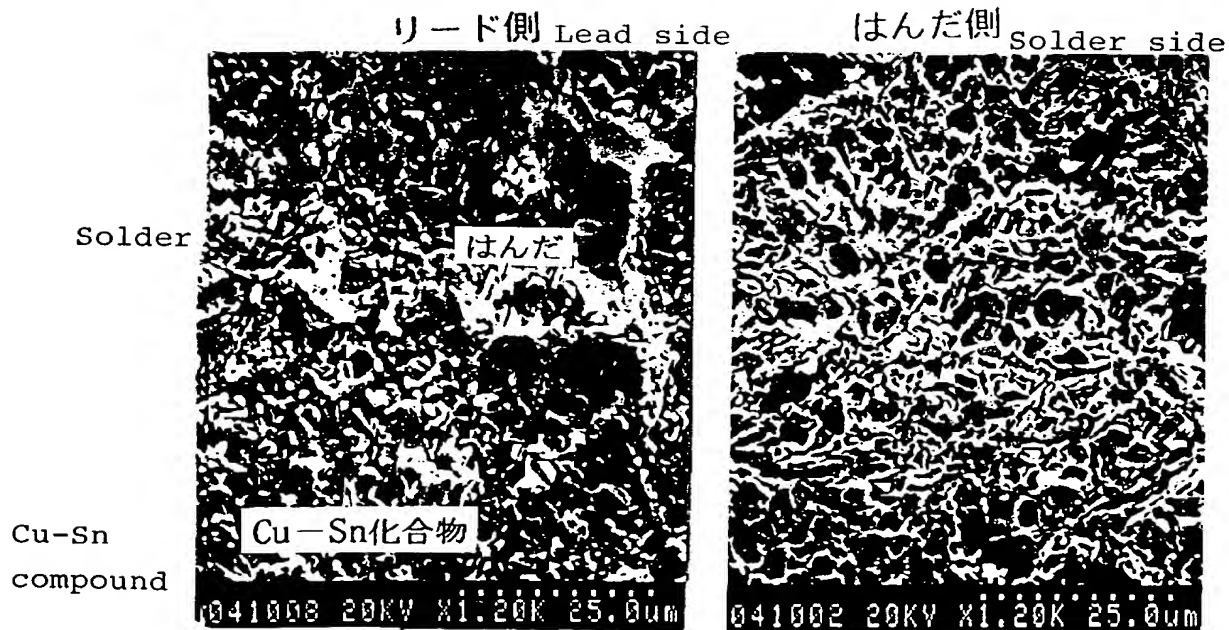 リード側 Lead side
はんだ側 Solder side
Solder
はんだ
Cu-Sn化合物
Cu-Sn
compound
041008 20KV X1.20K 25.0um
041002 20KV X1.20K 25.0um